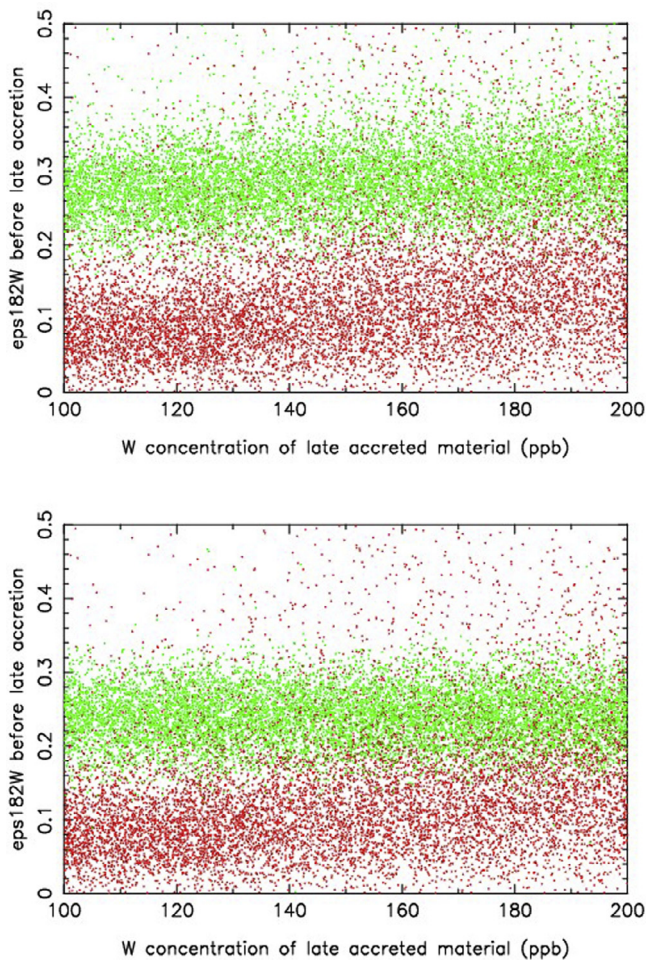 0.5
0.4
0.3
0.2
0.1
0
eps182W before late accretion
100 120 140 160 180 200
W concentration of late accreted material (ppb)
0.5
0.4
0.3
0.2
0.1
0
eps182W before late accretion
100 120 140 160 180 200
W concentration of late accreted material (ppb)